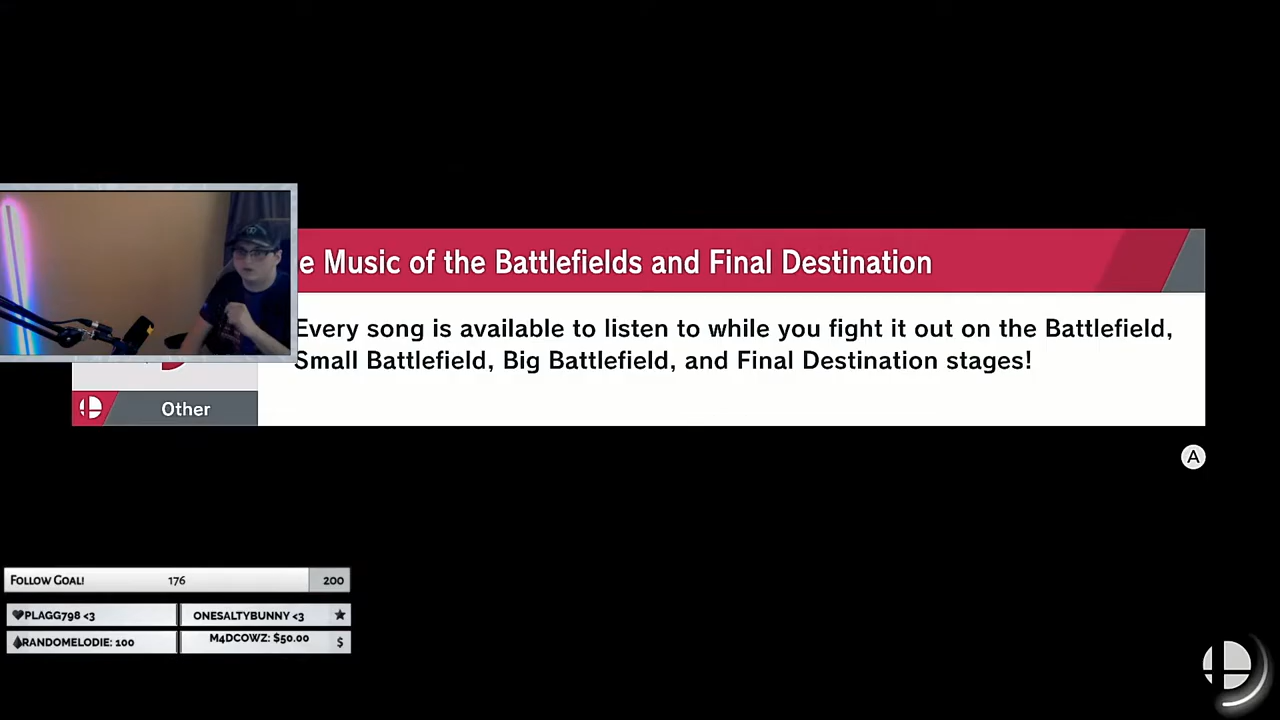 e Music of the Battlefields and Final Destination
Every song is available to listen to while you fight it out on the Battlefield,
Small Battlefield, Big Battlefield, and Final Destination stages!
Other
A
FOLLOW GOAL! 176 200
PLAGG798 <3 ONESALTYBUNNY <3
RANDOMELODIE: 100 M4DCOWZ: $50.00 $